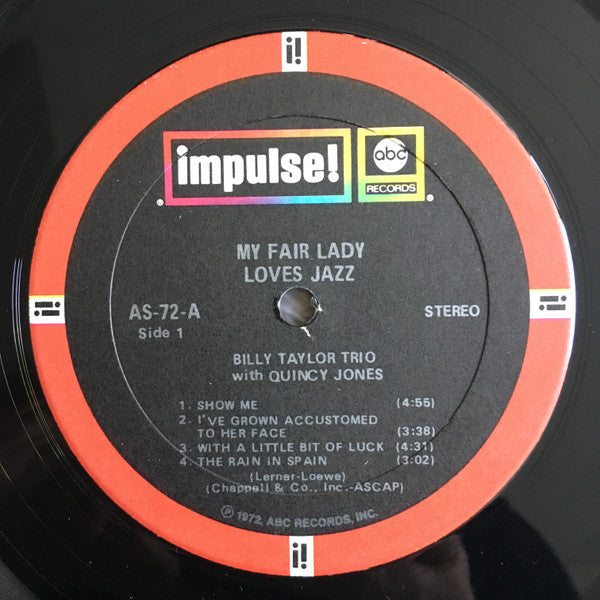 i!
impulse!
®
abc
RECORDS
®
MY FAIR LADY
LOVES JAZZ
i!
AS-72-A
STEREO
i!
Side 1
BILLY TAYLOR TRIO
with QUINCY JONES
1. SHOW ME (4:55)
2. I'VE GROWN ACCUSTOMED
TO HER FACE (3:38)
3. WITH A LITTLE BIT OF LUCK (4:31)
4. THE RAIN IN SPAIN (3:02)
(Lerner-Loewe)
(Chappell & Co., Inc.-ASCAP)
℗ 1972, ABC RECORDS, INC.
i!